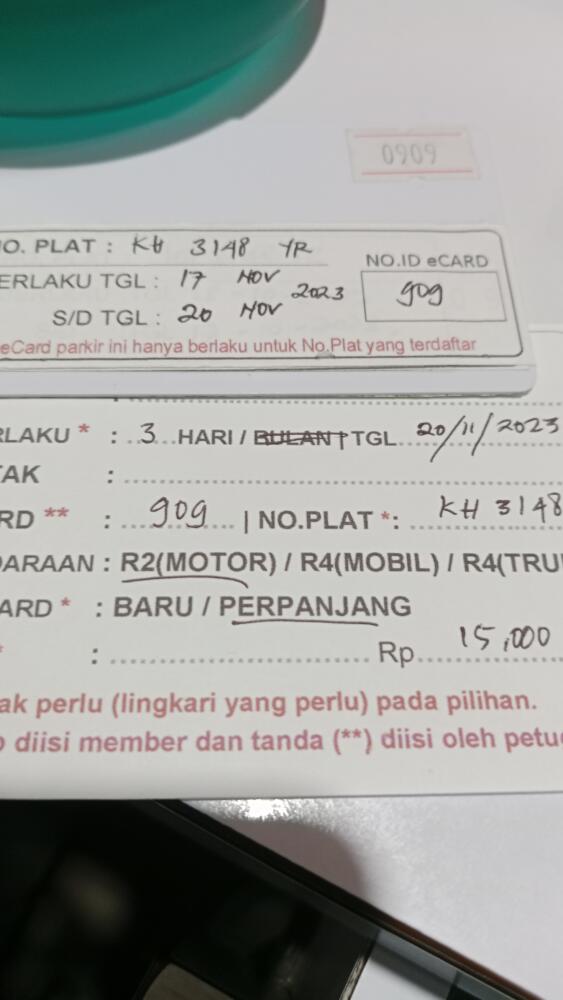 0909
O. PLAT : KH 3148 YR
NO.ID eCARD
909
ERLAKU TGL : 17 NOV 2023
S/D TGL : 20 NOV
eCard parkir ini hanya berlaku untuk No.Plat yang terdaftar
RLAKU * : 3 HARI / BULAN | TGL 20/11/2023
AK :
RD ** : 909 | NO.PLAT *: KH 3148
DARAAN : R2(MOTOR) / R4(MOBIL) / R4(TRU
ARD * : BARU / PERPANJANG
* : Rp 15,000
ak perlu (lingkari yang perlu) pada pilihan.
diisi member dan tanda (**) diisi oleh petu